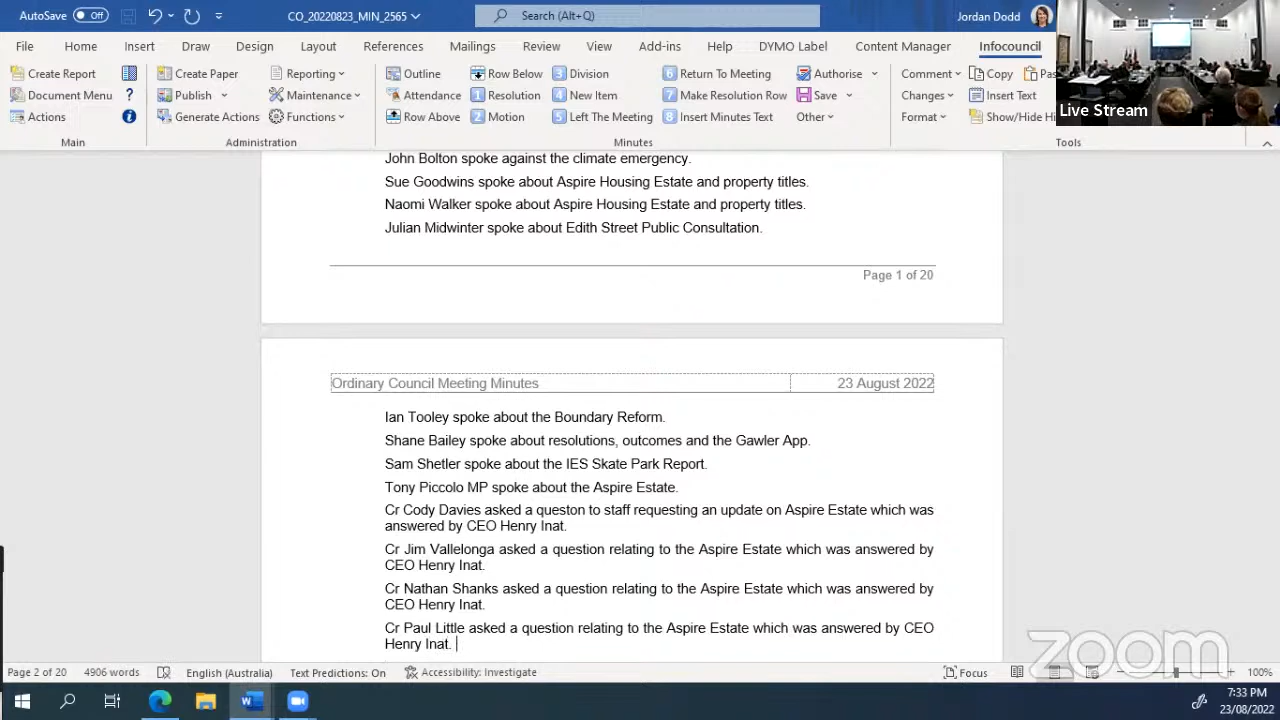 AutoSave Off CO_20220823_MIN_2565 Search (Alt+Q) Jordan Dodd
File Home Insert Draw Design Layout References Mailings Review View Add-ins Help DYMO Label Content Manager Infocouncil
Create Report Create Paper Reporting Outline Row Below 3 Division 6 Return To Meeting Authorise Comment Copy Pas
Document Menu ? Publish Maintenance Attendance 1 Resolution 4 New Item 7 Make Resolution Row Save Changes Insert Text
Actions Generate Actions Functions Row Above 2 Motion 5 Left The Meeting 8 Insert Minutes Text Other Format Show/Hide Hi
Main Administration Minutes Tools
Live Stream
John Bolton spoke against the climate emergency.
Sue Goodwins spoke about Aspire Housing Estate and property titles.
Naomi Walker spoke about Aspire Housing Estate and property titles.
Julian Midwinter spoke about Edith Street Public Consultation.
Page 1 of 20
Ordinary Council Meeting Minutes 23 August 2022
Ian Tooley spoke about the Boundary Reform.
Shane Bailey spoke about resolutions, outcomes and the Gawler App.
Sam Shetler spoke about the IES Skate Park Report.
Tony Piccolo MP spoke about the Aspire Estate.
Cr Cody Davies asked a queston to staff requesting an update on Aspire Estate which was
answered by CEO Henry Inat.
Cr Jim Vallelonga asked a question relating to the Aspire Estate which was answered by
CEO Henry Inat.
Cr Nathan Shanks asked a question relating to the Aspire Estate which was answered by
CEO Henry Inat.
Cr Paul Little asked a question relating to the Aspire Estate which was answered by CEO
Henry Inat.
zoom
Page 2 of 20 4906 words English (Australia) Text Predictions: On Accessibility: Investigate Focus 100%
7:33 PM
23/08/2022